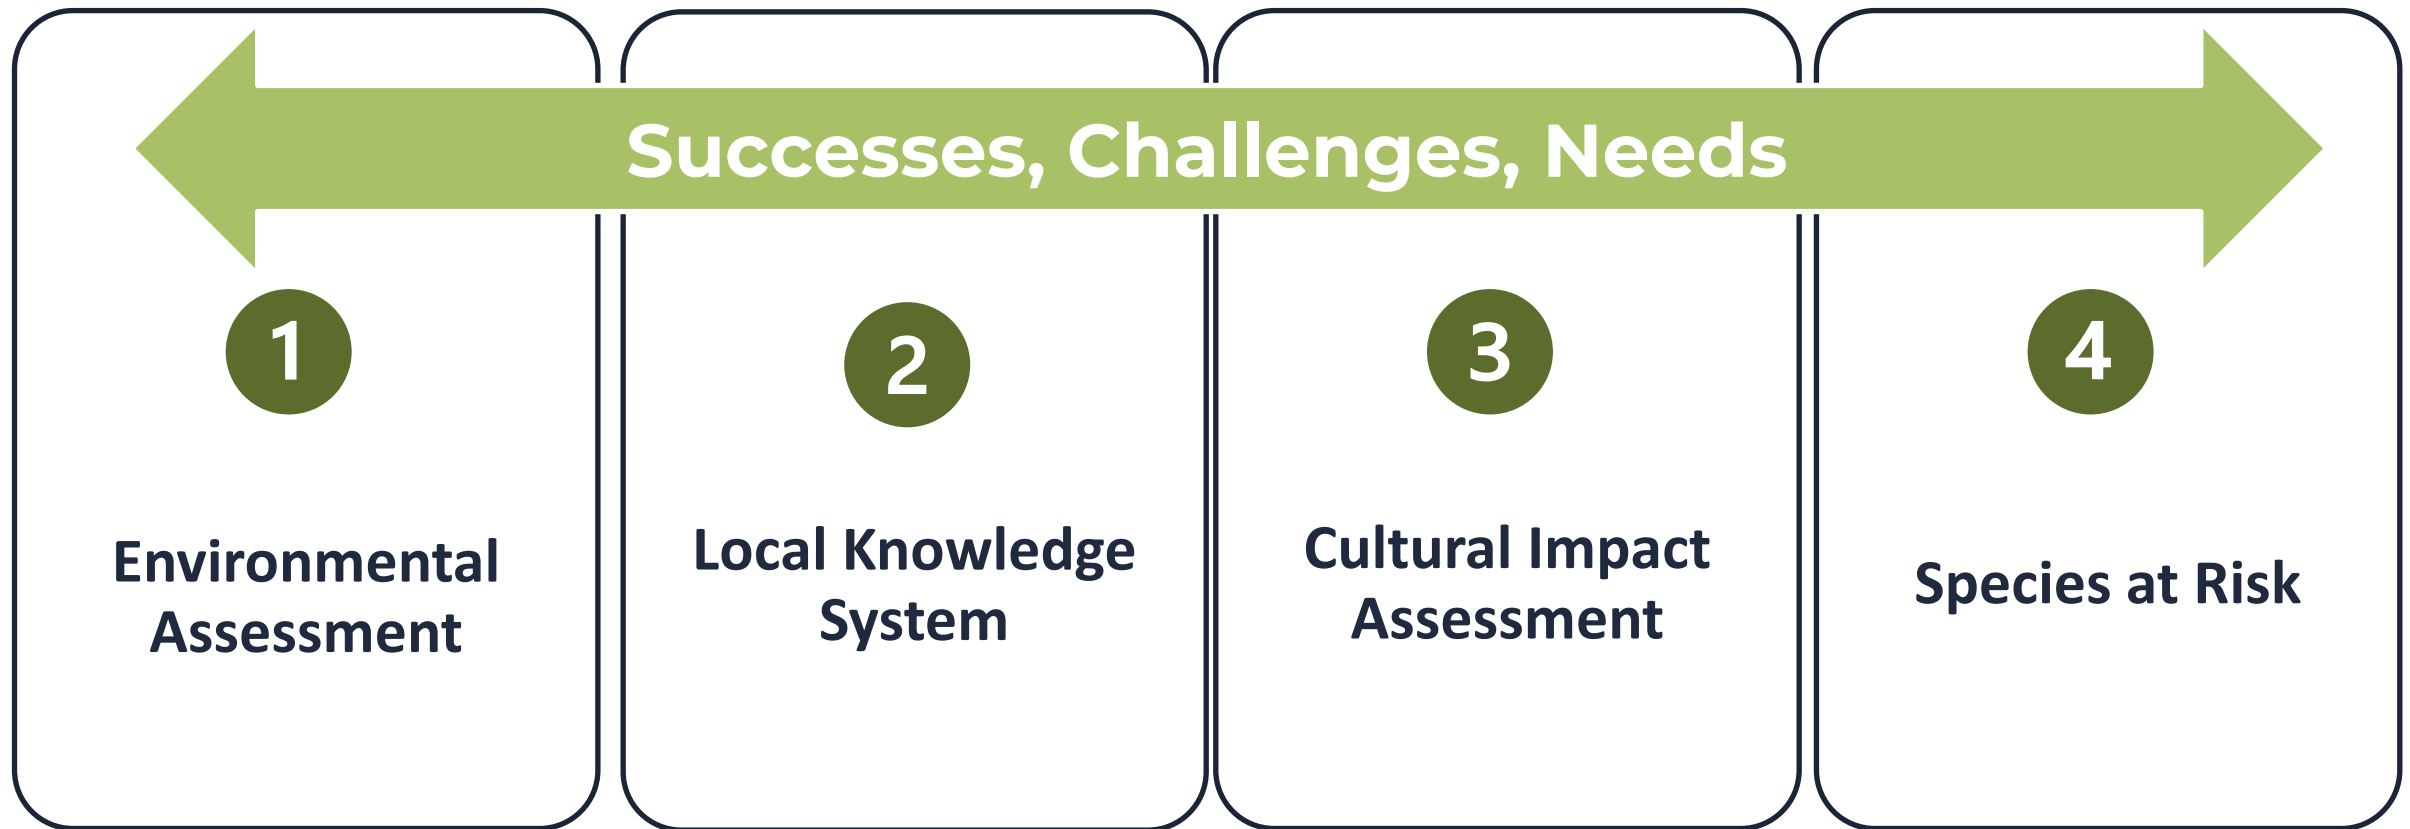 Successes, Challenges, Needs
1
Environmental
Assessment
2
Local Knowledge
System
3
Cultural Impact
Assessment
4
Species at Risk